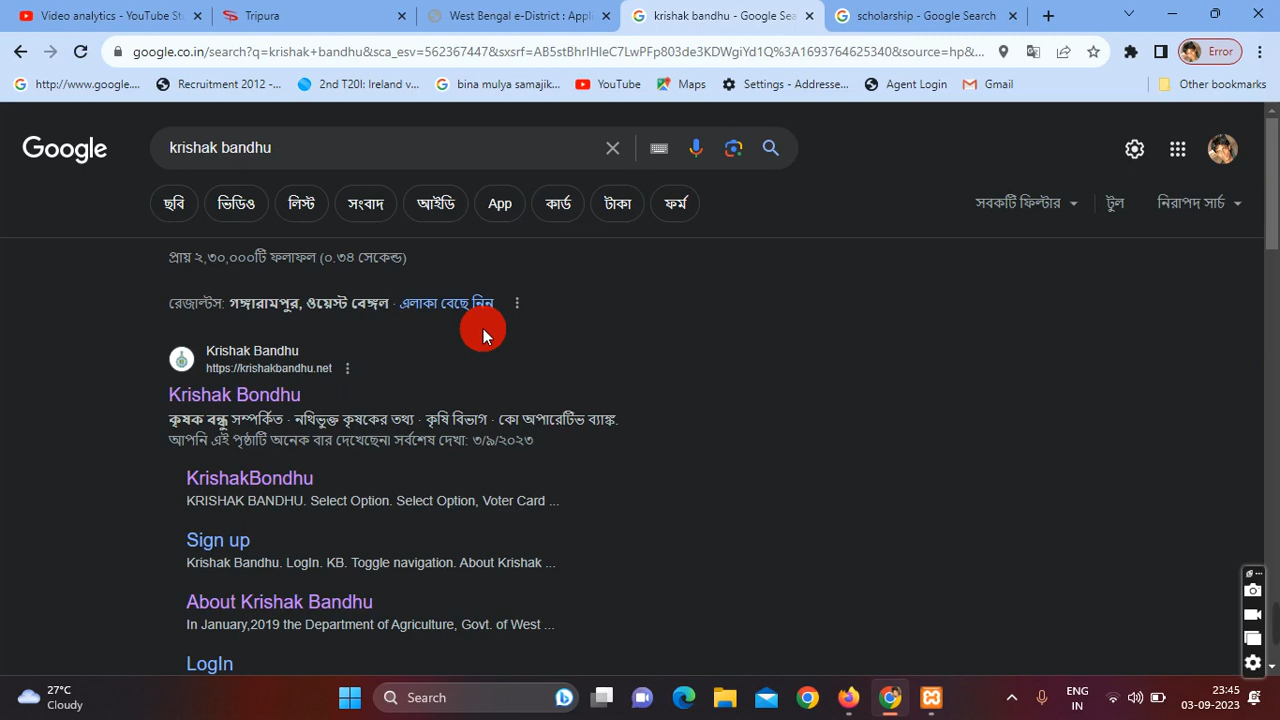 Video analytics - YouTube St
Tripura
West Bengal e-District : Appli
krishak bandhu - Google Sea
scholarship - Google Search
google.co.in/search?q=krishak+bandhu&sca_esv=562367447&sxsrf=AB5stBhrIHleC7LwPFp803de3KDWgiYd1Q%3A1693764625340&source=hp&...
Error
http://www.google....
Recruitment 2012 -...
2nd T20I: Ireland v...
bina mulya samajik...
YouTube
Maps
Settings - Addresse...
Agent Login
Gmail
Other bookmarks
Google
krishak bandhu
ছবি
ভিডিও
লিস্ট
সংবাদ
আইডি
App
কার্ড
টাকা
ফর্ম
সবকটি ফিল্টার
টুল
নিরাপদ সার্চ
প্রায় ২,৩০,০০০টি ফলাফল (০.৩৪ সেকেন্ড)
রেজাল্টস: গঙ্গারামপুর, ওয়েস্ট বেঙ্গল · এলাকা বেছে নিন
Krishak Bandhu
https://krishakbandhu.net
Krishak Bondhu
কৃষক বন্ধু সম্পর্কিত · নথিভুক্ত কৃষকের তথ্য · কৃষি বিভাগ · কো অপারেটিভ ব্যাঙ্ক.
আপনি এই পৃষ্ঠাটি অনেক বার দেখেছেন। সর্বশেষ দেখা: ৩/৯/২০২৩
KrishakBondhu
KRISHAK BANDHU. Select Option. Select Option, Voter Card ...
Sign up
Krishak Bandhu. LogIn. KB. Toggle navigation. About Krishak ...
About Krishak Bandhu
In January,2019 the Department of Agriculture, Govt. of West ...
LogIn
27°C
Cloudy
Search
ENG
IN
23:45
03-09-2023